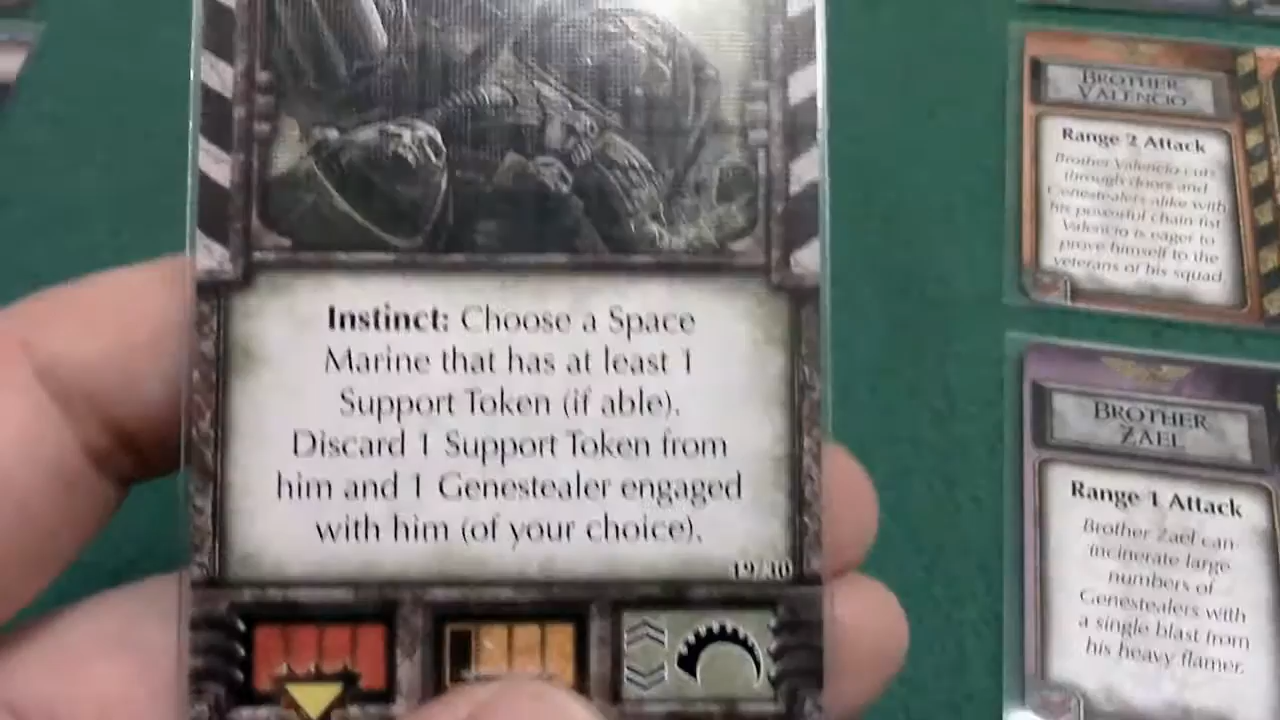 Instinct: Choose a Space
Marine that has at least 1
Support Token (if able).
Discard 1 Support Token from
him and 1 Genestealer engaged
with him (of your choice).
19/30
BROTHER
VALENCIO
Range 2 Attack
Brother Valencio cuts
through doors and
Genestealers alike with
his powerful chain fist
Valencio is eager to
prove himself to the
veterans of his squad.
BROTHER
ZAEL
Range 1 Attack
Brother Zael can
incinerate large
numbers of
Genestealers with
a single blast from
his heavy flamer.